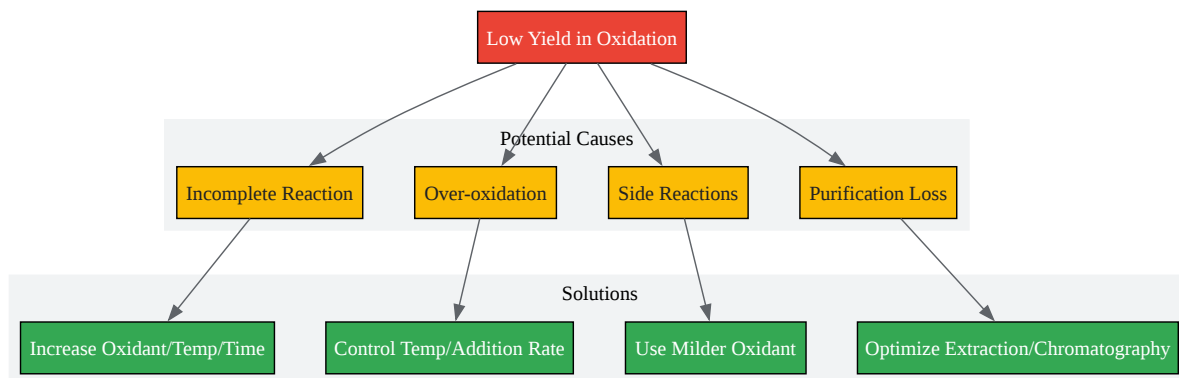 Low Yield in Oxidation
Potential Causes
Incomplete Reaction
Over-oxidation
Side Reactions
Purification Loss
Solutions
Increase Oxidant/Temp/Time
Control Temp/Addition Rate
Use Milder Oxidant
Optimize Extraction/Chromatography